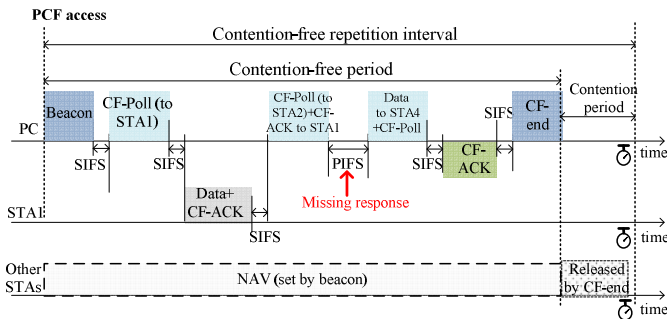 PCF access
Contention-free repetition interval
Contention-free period
Beacon
CF-Poll (to
STA1)
CF-Poll (to
STA2)+CF-
ACK to STA1
Data
to STA4
+CF-Poll
SIFS
CF-
end
Contention
period
PC
SIFS
SIFS
PIFS
SIFS
CF-
ACK
time
Missing response
Data+
CF-ACK
STA1
SIFS
time
Other
STAs
NAV (set by beacon)
Released
by CF-end
time